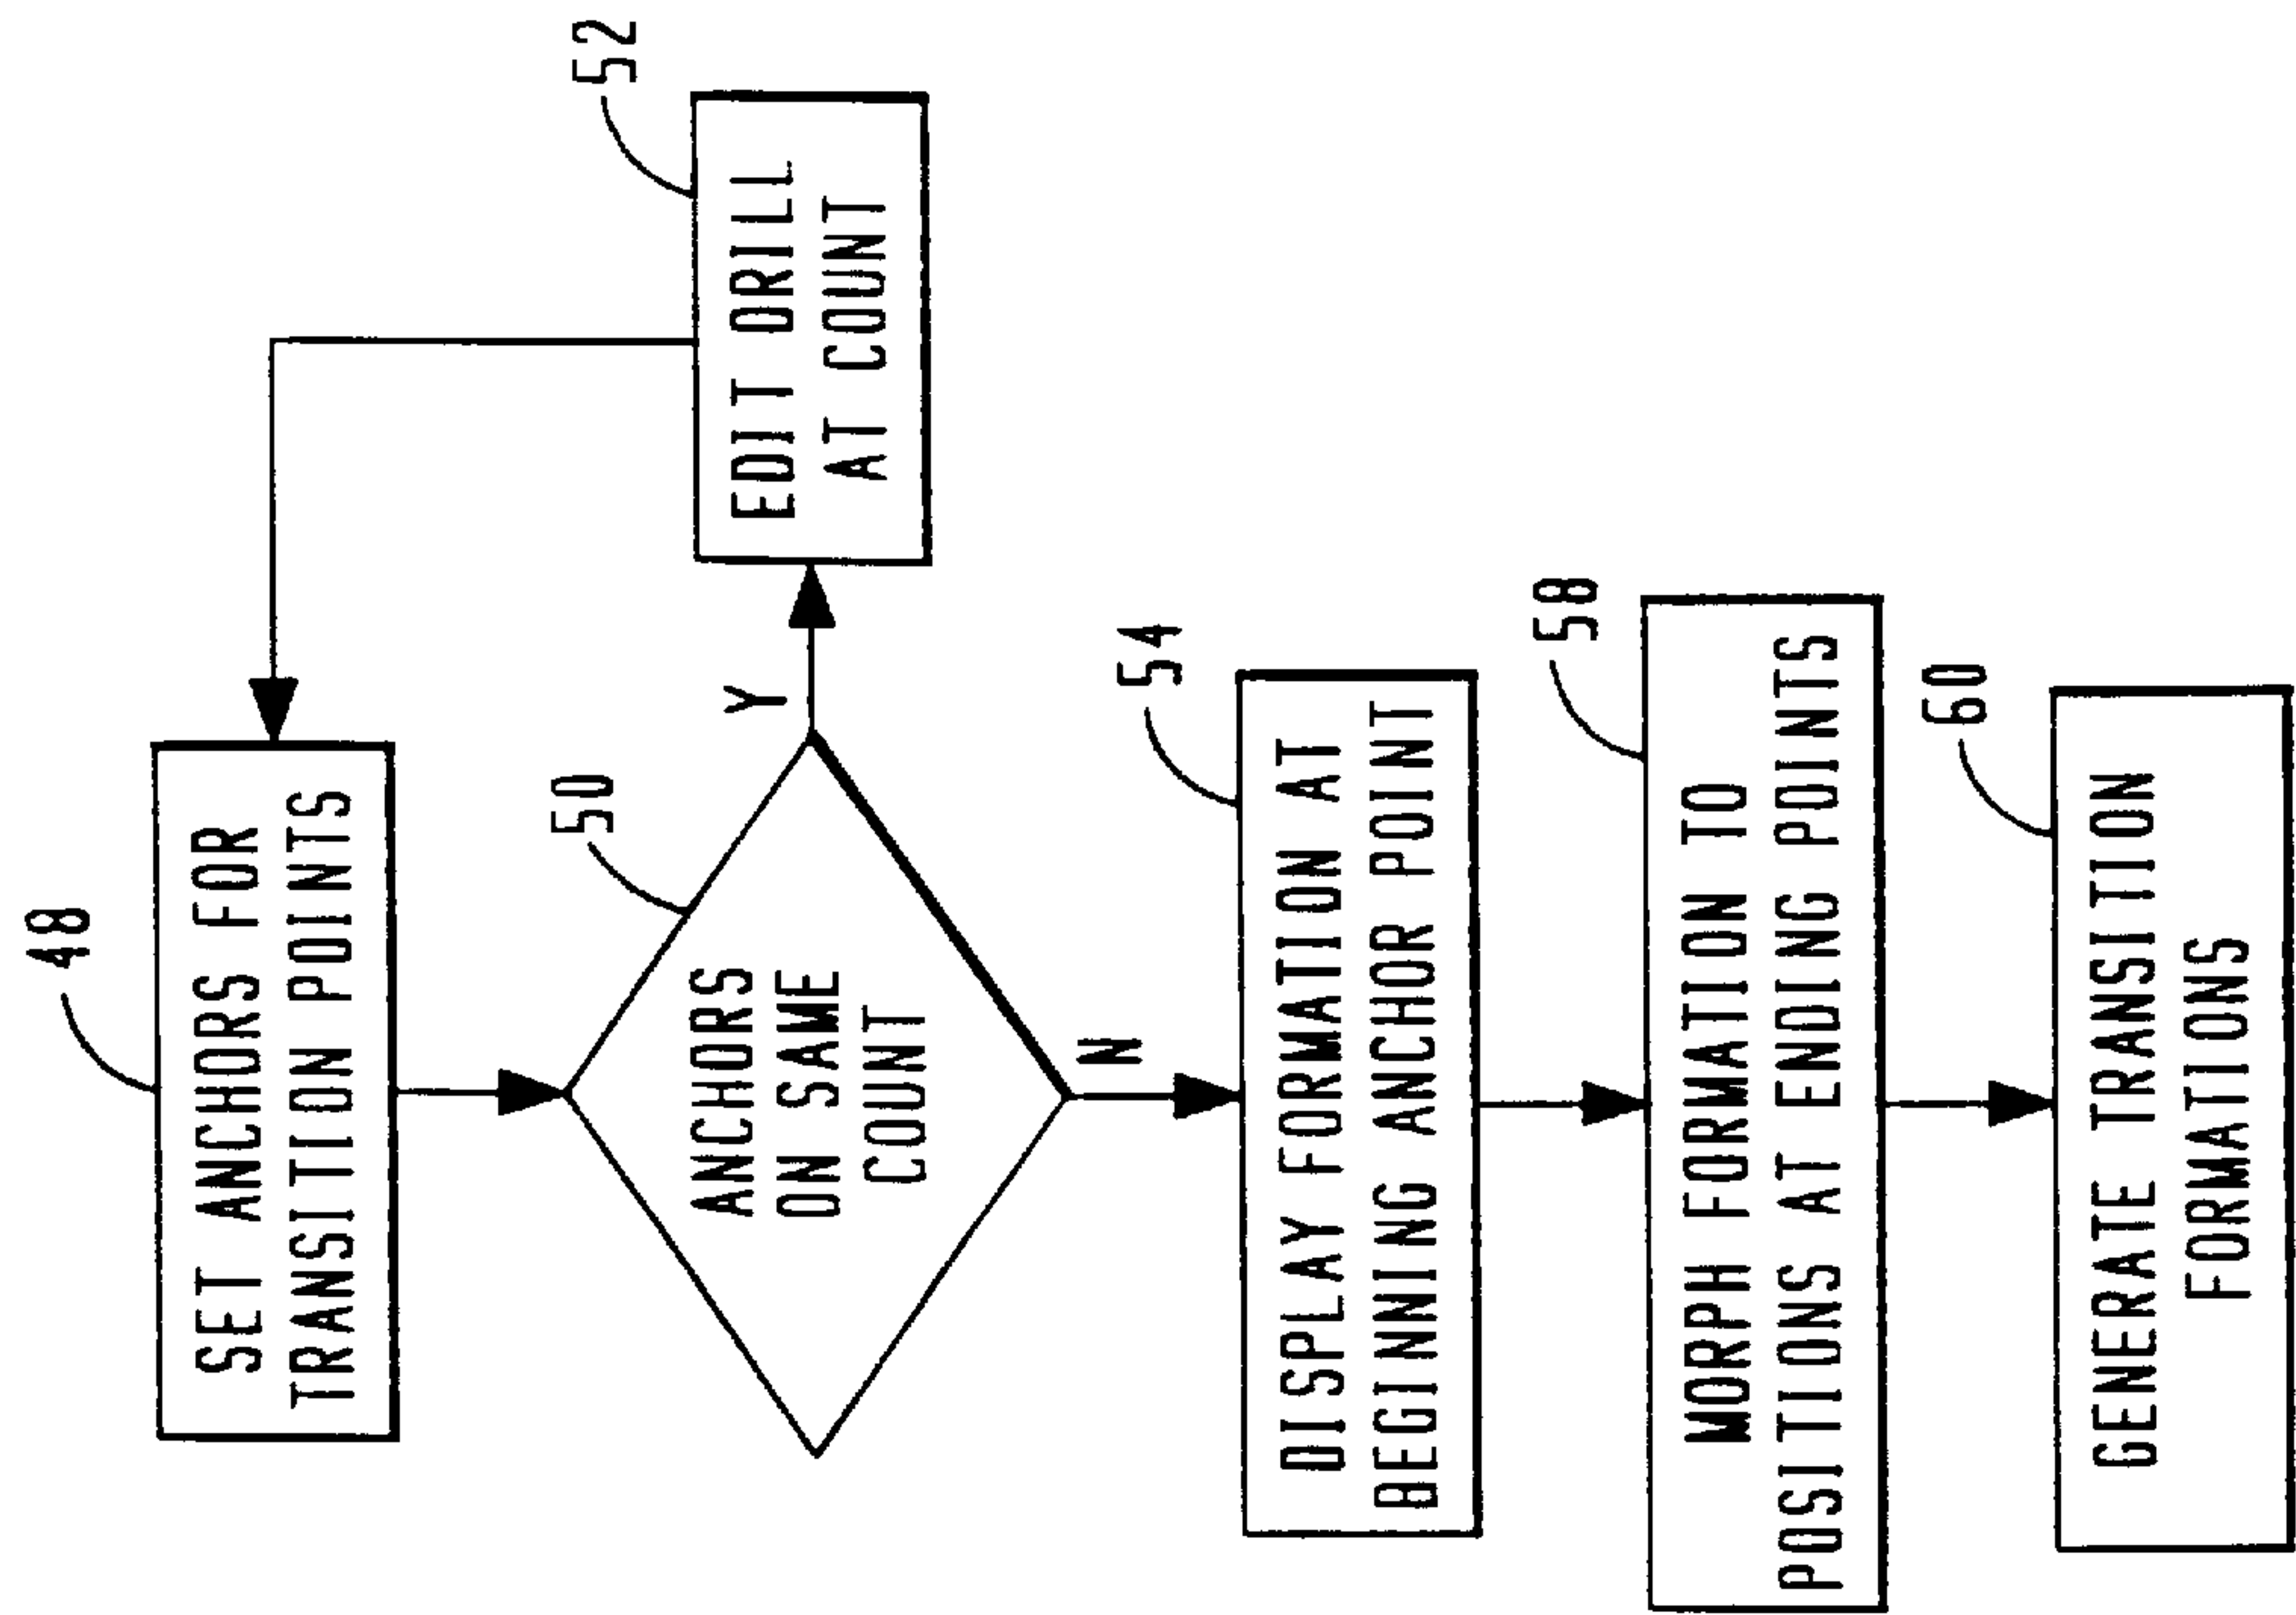 48
SET ANCHORS FOR
TRANSITION POINTS
50
ANCHORS
ON SAME
COUNT
Y
N
52
EDIT DRILL
AT COUNT
54
DISPLAY FORMATION AT
BEGINNING ANCHOR POINT
58
MORPH FORMATION TO
POSITIONS AT ENDING POINTS
60
GENERATE TRANSITION
FORMATIONS